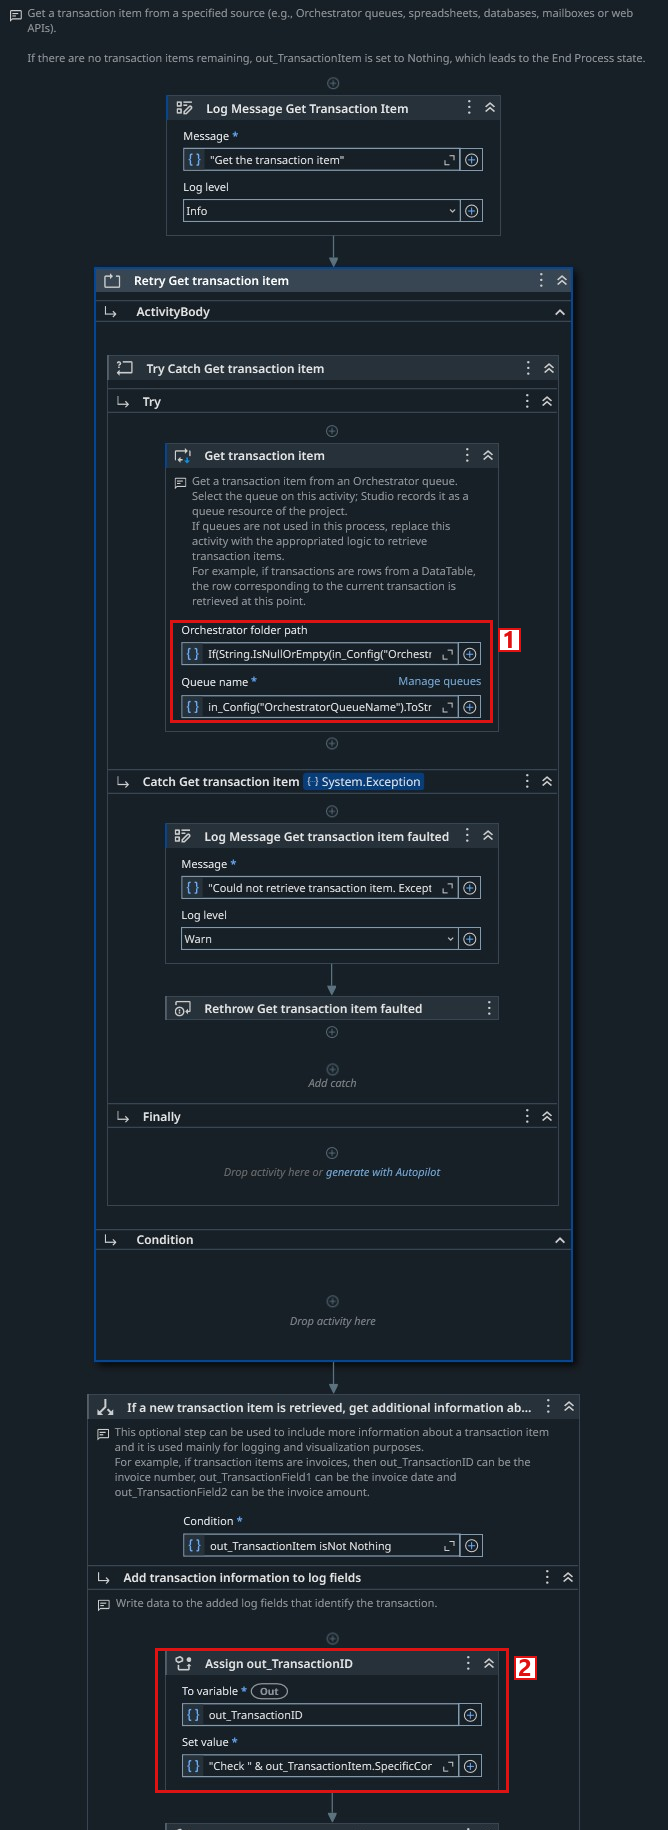 Get a transaction item from a specified source (e.g., Orchestrator queues, spreadsheets, databases, mailboxes or web
APIs).
If there are no transaction items remaining, out_TransactionItem is set to Nothing, which leads to the End Process state.
Log Message Get Transaction Item
Message *
"Get the transaction item"
Log level
Info
Retry Get transaction item
ActivityBody
Try Catch Get transaction item
Try
Get transaction item
Get a transaction item from an Orchestrator queue.
Select the queue on this activity; Studio records it as a
queue resource of the project.
If queues are not used in this process, replace this
activity with the appropriated logic to retrieve
transaction items.
For example, if transactions are rows from a DataTable,
the row corresponding to the current transaction is
retrieved at this point.
Orchestrator folder path
If(String.IsNullOrEmpty(in_Config("Orchestr
1
Queue name * Manage queues
in_Config("OrchestratorQueueName").ToStr
Catch Get transaction item System.Exception
Log Message Get transaction item faulted
Message *
"Could not retrieve transaction item. Except
Log level
Warn
Rethrow Get transaction item faulted
Add catch
Finally
Drop activity here or generate with Autopilot
Condition
Drop activity here
If a new transaction item is retrieved, get additional information ab...
This optional step can be used to include more information about a transaction item
and it is used mainly for logging and visualization purposes.
For example, if transaction items are invoices, then out_TransactionID can be the
invoice number, out_TransactionField1 can be the invoice date and
out_TransactionField2 can be the invoice amount.
Condition *
out_TransactionItem isNot Nothing
Add transaction information to log fields
Write data to the added log fields that identify the transaction.
Assign out_TransactionID
2
To variable * Out
out_TransactionID
Set value *
"Check " & out_TransactionItem.SpecificCor